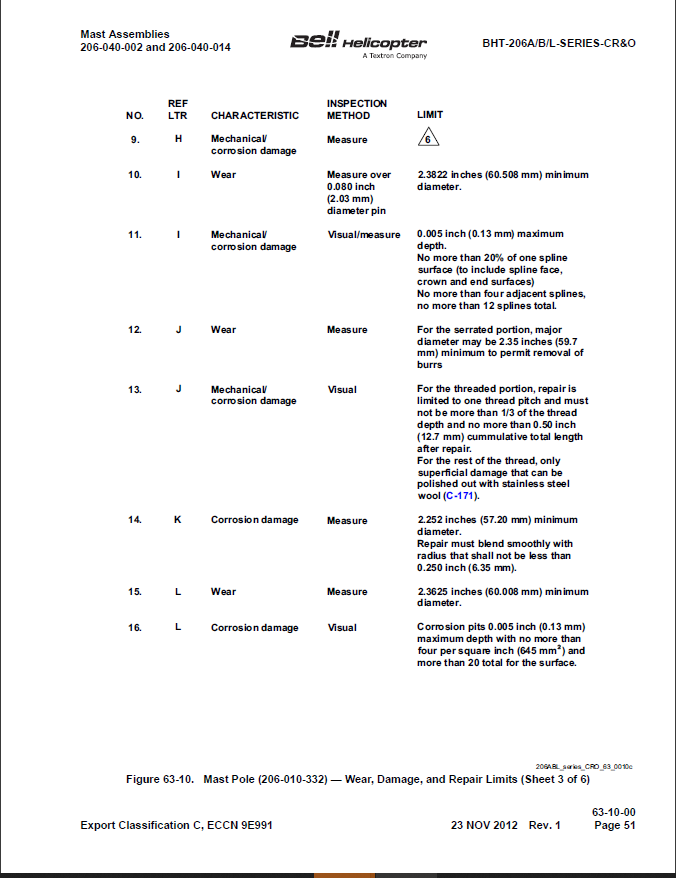 Mast Assemblies
206-040-002 and 206-040-014
Bell Helicopter
A Textron Company
BHT-206A/B/L-SERIES-CR&O
NO. REF LTR CHARACTERISTIC INSPECTION METHOD LIMIT
9. H Mechanical/ Measure 6
corrosion damage
10. I Wear Measure over 2.3822 inches (60.508 mm) minimum
0.080 inch diameter.
(2.03 mm)
diameter pin
11. I Mechanical/ Visual/measure 0.005 inch (0.13 mm) maximum
corrosion damage depth.
No more than 20% of one spline
surface (to include spline face,
crown and end surfaces)
No more than four adjacent splines,
no more than 12 splines total.
12. J Wear Measure For the serrated portion, major
diameter may be 2.35 inches (59.7
mm) minimum to permit removal of
burrs
13. J Mechanical/ Visual For the threaded portion, repair is
corrosion damage limited to one thread pitch and must
not be more than 1/3 of the thread
depth and no more than 0.50 inch
(12.7 mm) cummulative total length
after repair.
For the rest of the thread, only
superficial damage that can be
polished out with stainless steel
wool (C-171).
14. K Corrosion damage Measure 2.252 inches (57.20 mm) minimum
diameter.
Repair must blend smoothly with
radius that shall not be less than
0.250 inch (6.35 mm).
15. L Wear Measure 2.3625 inches (60.008 mm) minimum
diameter.
16. L Corrosion damage Visual Corrosion pits 0.005 inch (0.13 mm)
maximum depth with no more than
four per square inch (645 mm²) and
more than 20 total for the surface.
206ABL_series_CRO_63_0010c
Figure 63-10. Mast Pole (206-010-332) — Wear, Damage, and Repair Limits (Sheet 3 of 6)
63-10-00
Export Classification C, ECCN 9E991 23 NOV 2012 Rev. 1 Page 51